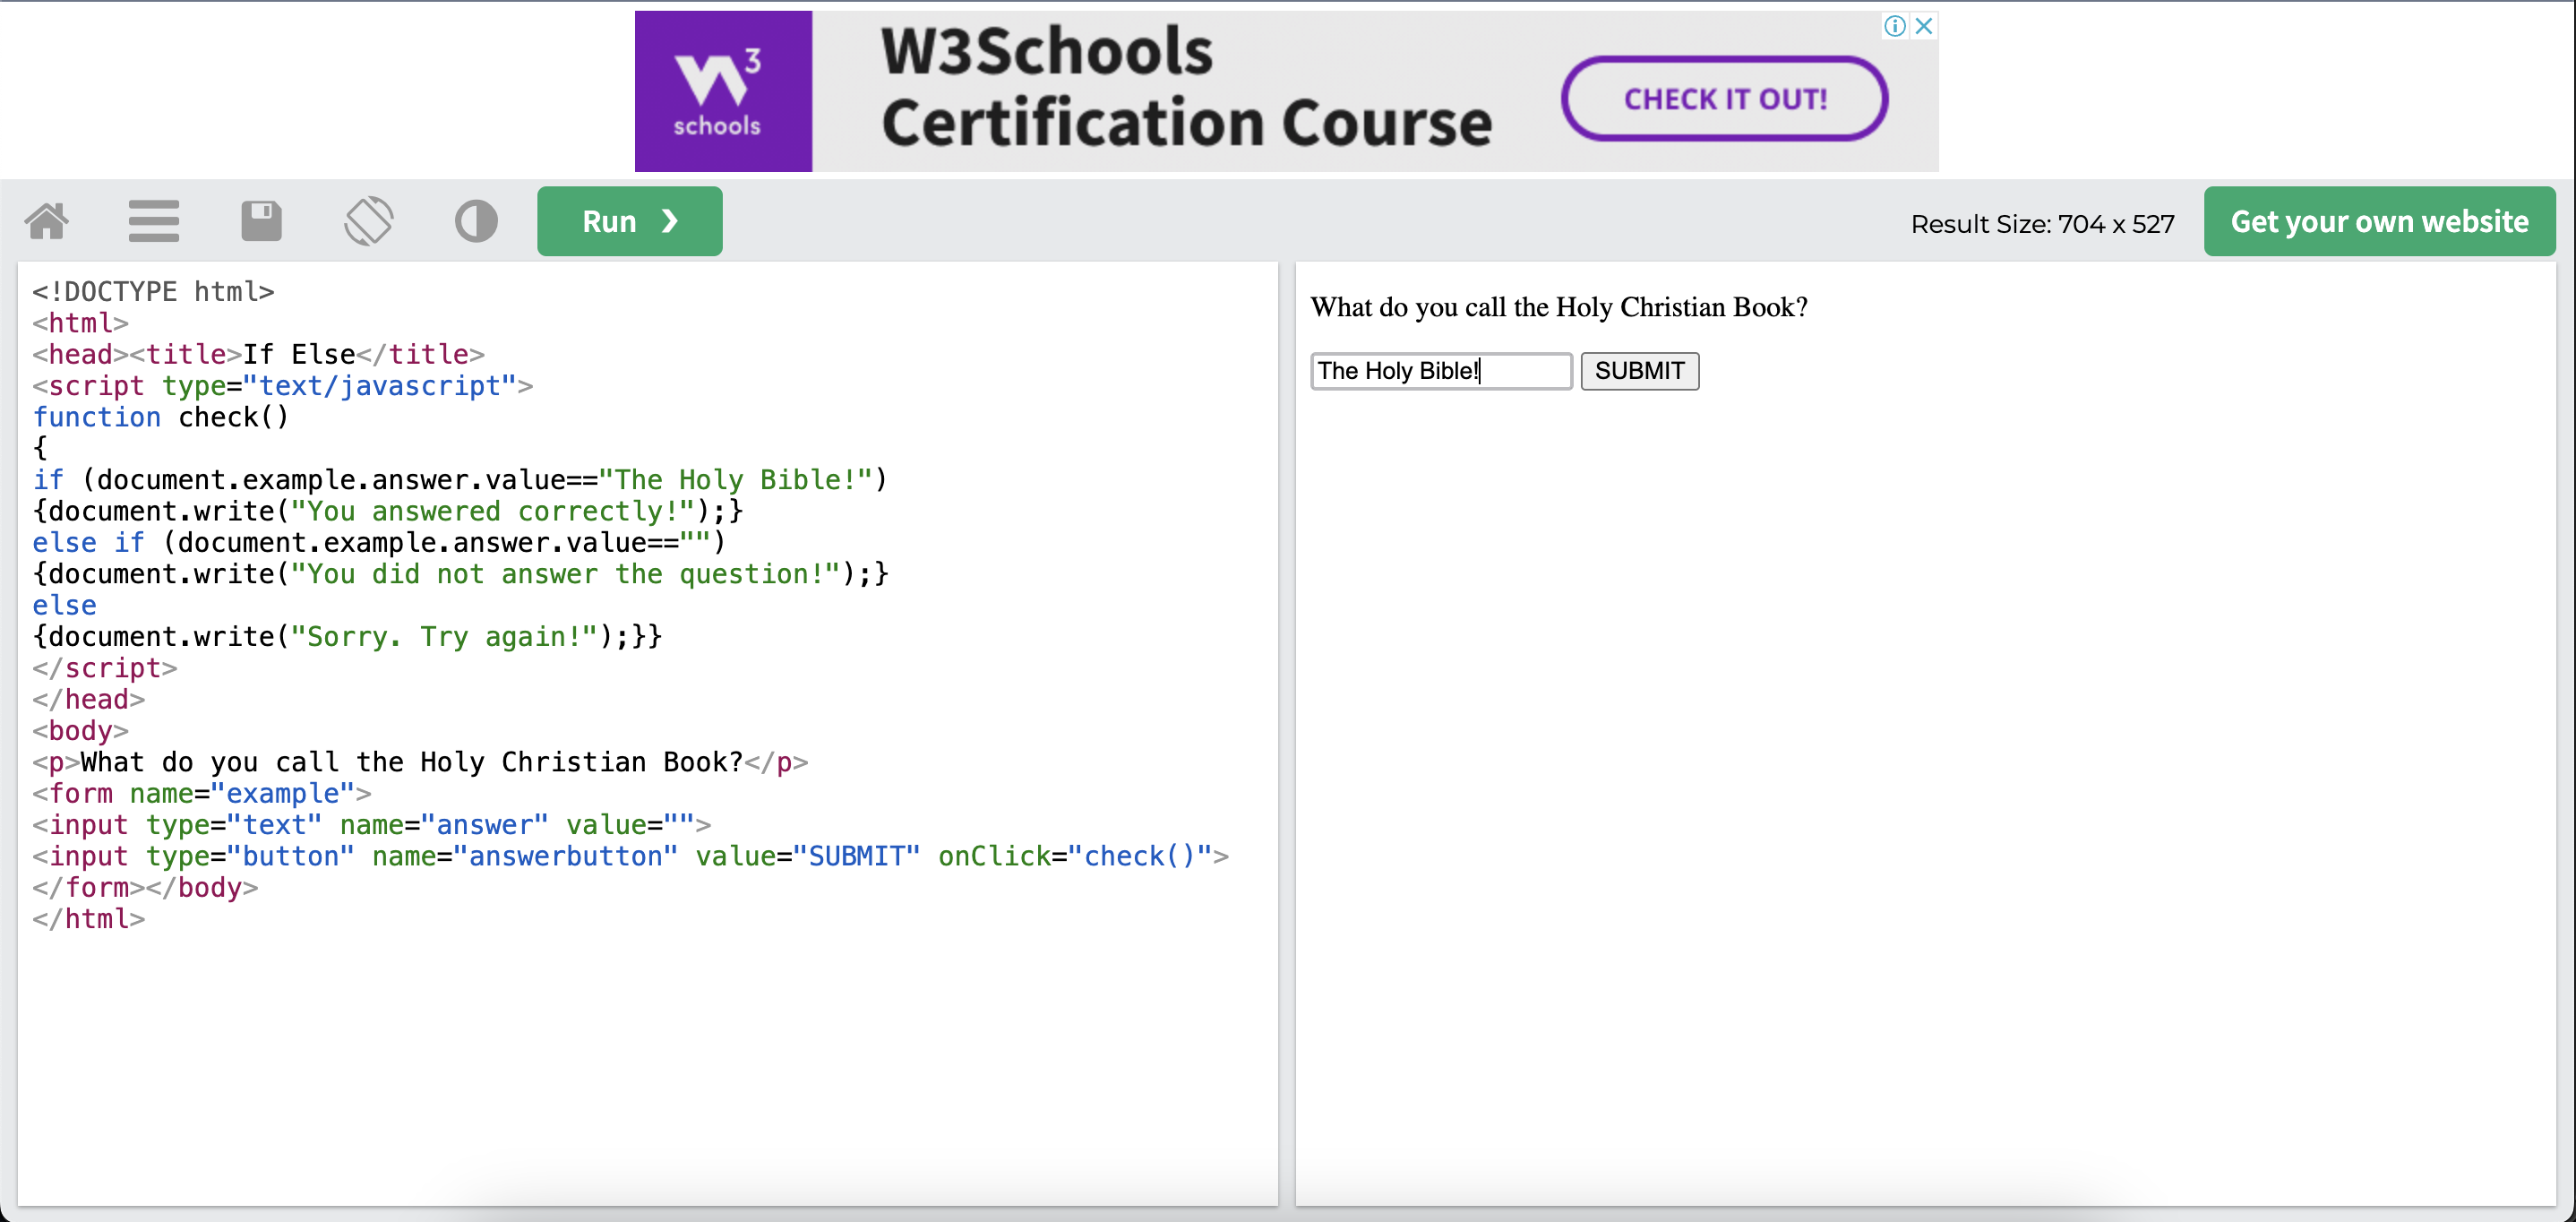 W3 schools
W3Schools
Certification Course
CHECK IT OUT!
Run ❯
Result Size: 704 x 527
Get your own website
<!DOCTYPE html>
<html>
<head><title>If Else</title>
<script type="text/javascript">
function check()
{
if (document.example.answer.value=="The Holy Bible!")
{document.write("You answered correctly!");}
else if (document.example.answer.value=="")
{document.write("You did not answer the question!");}
else
{document.write("Sorry. Try again!");}}
</script>
</head>
<body>
<p>What do you call the Holy Christian Book?</p>
<form name="example">
<input type="text" name="answer" value="">
<input type="button" name="answerbutton" value="SUBMIT" onClick="check()">
</form></body>
</html>
What do you call the Holy Christian Book?
The Holy Bible! SUBMIT